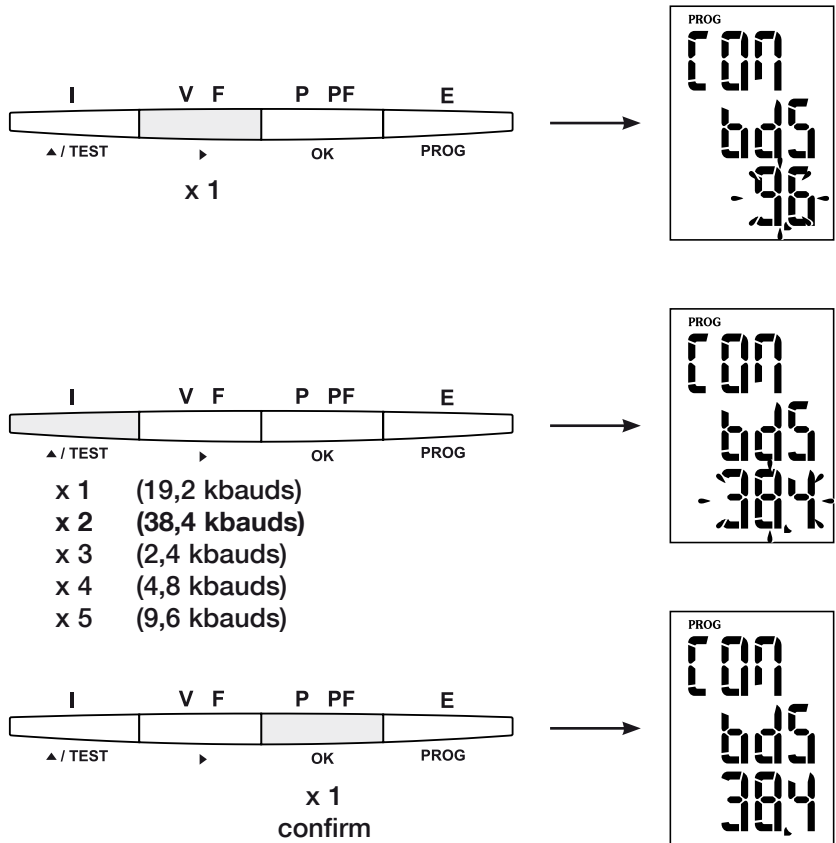 I V F P PF E
▲ / TEST ▶ OK PROG
x 1
PROG
COM
bdS
9.6
I V F P PF E
▲ / TEST ▶ OK PROG
x 1 (19,2 kbauds)
x 2 (38,4 kbauds)
x 3 (2,4 kbauds)
x 4 (4,8 kbauds)
x 5 (9,6 kbauds)
PROG
COM
bdS
38.4
I V F P PF E
▲ / TEST ▶ OK PROG
x 1
confirm
PROG
COM
bdS
38.4